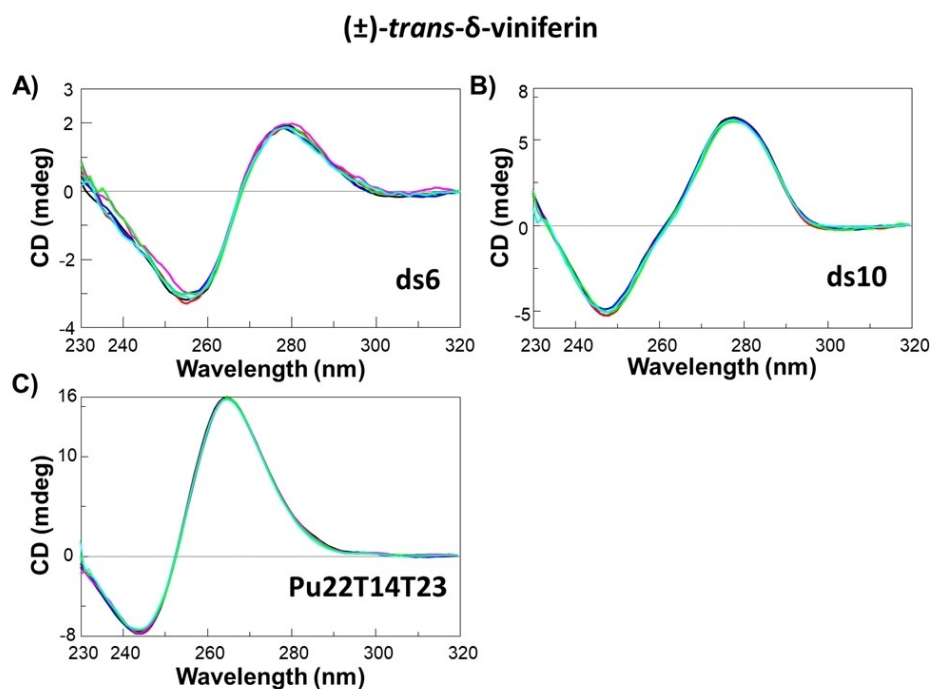 (±)-trans-δ-viniferin
A)
3
2
0
-2
-4
CD (mdeg)
ds6
230 240 260 280 300 320
Wavelength (nm)
B)
8
5
0
-5
CD (mdeg)
ds10
230 240 260 280 300 320
Wavelength (nm)
C)
16
10
0
-8
CD (mdeg)
Pu22T14T23
230 240 260 280 300 320
Wavelength (nm)